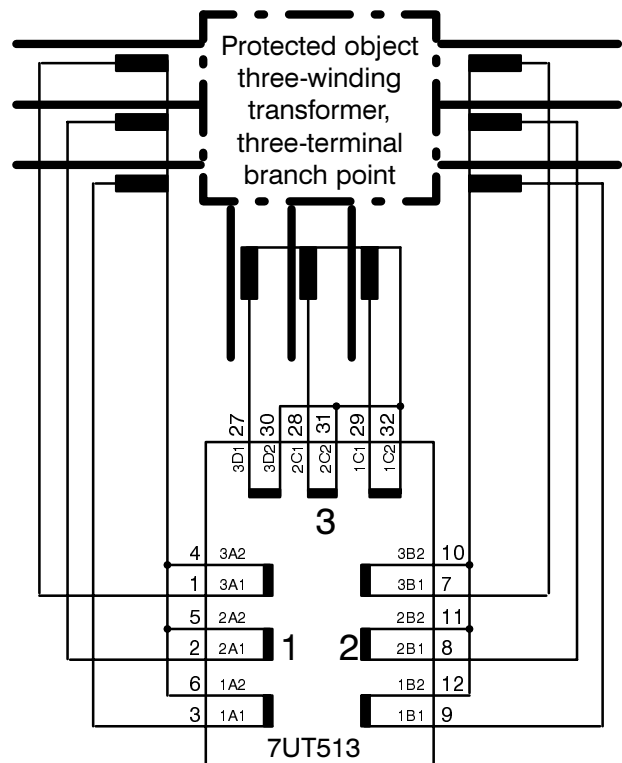 Protected object
three-winding
transformer,
three-terminal
branch point
27 30 28 31 29 32
3D1 3D2 2C1 2C2 1C1 1C2
3
4 3A2 3B2 10
1 3A1 3B1 7
5 2A2 2B2 11
2 2A1 1 2 2B1 8
6 1A2 1B2 12
3 1A1 1B1 9
7UT513